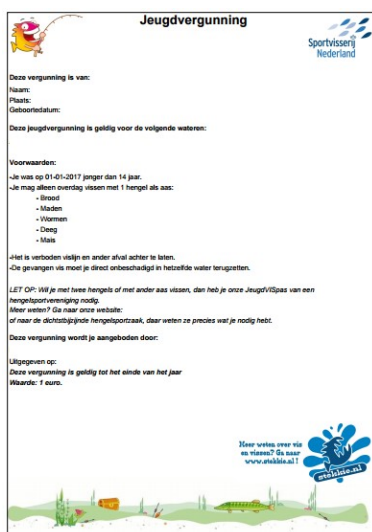 Jeugdvergunning
Sportvisserij
Nederland
Deze vergunning is van:
Naam:
Plaats:
Geboortedatum:
Deze jeugdvergunning is geldig voor de volgende wateren:
Voorwaarden:
-Je was op 01-01-2017 jonger dan 14 jaar.
-Je mag alleen overdag vissen met 1 hengel als aas:
- Brood
- Maden
- Wormen
- Deeg
- Mais
-Het is verboden vislijn en ander afval achter te laten.
-De gevangen vis moet je direct onbeschadigd in hetzelfde water terugzetten.
LET OP: Wil je met twee hengels of met ander aas vissen, dan heb je onze JeugdVISpas van een
hengelsportvereniging nodig.
Meer weten? Ga naar onze website:
of naar de dichtstbijzijnde hengelsportzaak, daar weten ze precies wat je nodig hebt.
Deze vergunning wordt je aangeboden door:
Uitgegeven op:
Deze vergunning is geldig tot het einde van het jaar
Waarde: 1 euro.
Meer weten over vis
en vissen? Ga naar
www.stekkie.nl !
stekkie.nl